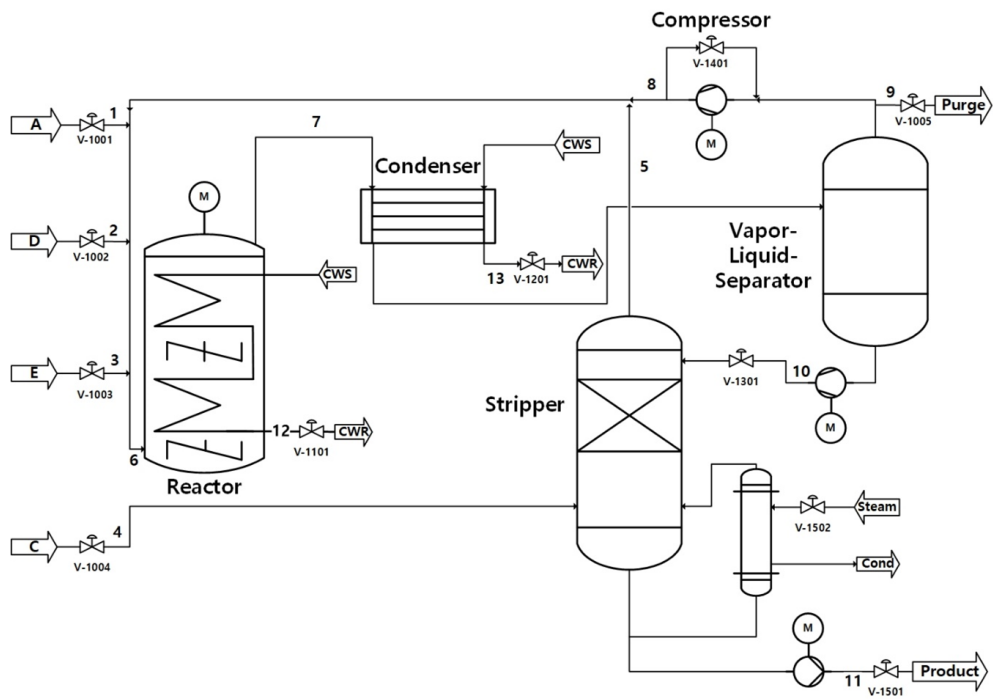 Compressor
V-1401
8
9
1
A
V-1001
Purge
V-1005
7
CWS
Condenser
5
M
M
2
D
V-1002
Vapor-
Liquid-
Separator
CWS
13
V-1201
CWR
3
E
V-1003
10
V-1301
Stripper
M
12
V-1101
CWR
6
Reactor
4
C
V-1004
Steam
V-1502
Cond
M
11
V-1501
Product